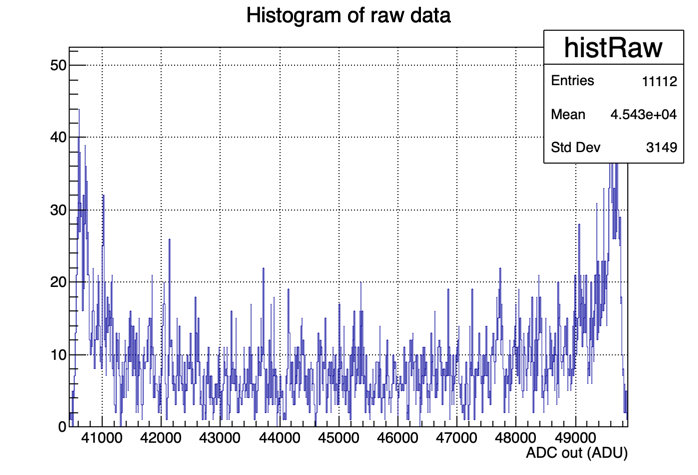 Histogram of raw data
histRaw
Entries 11112
Mean 4.543e+04
Std Dev 3149
50
40
30
20
10
0
41000 42000 43000 44000 45000 46000 47000 48000 49000
ADC out (ADU)